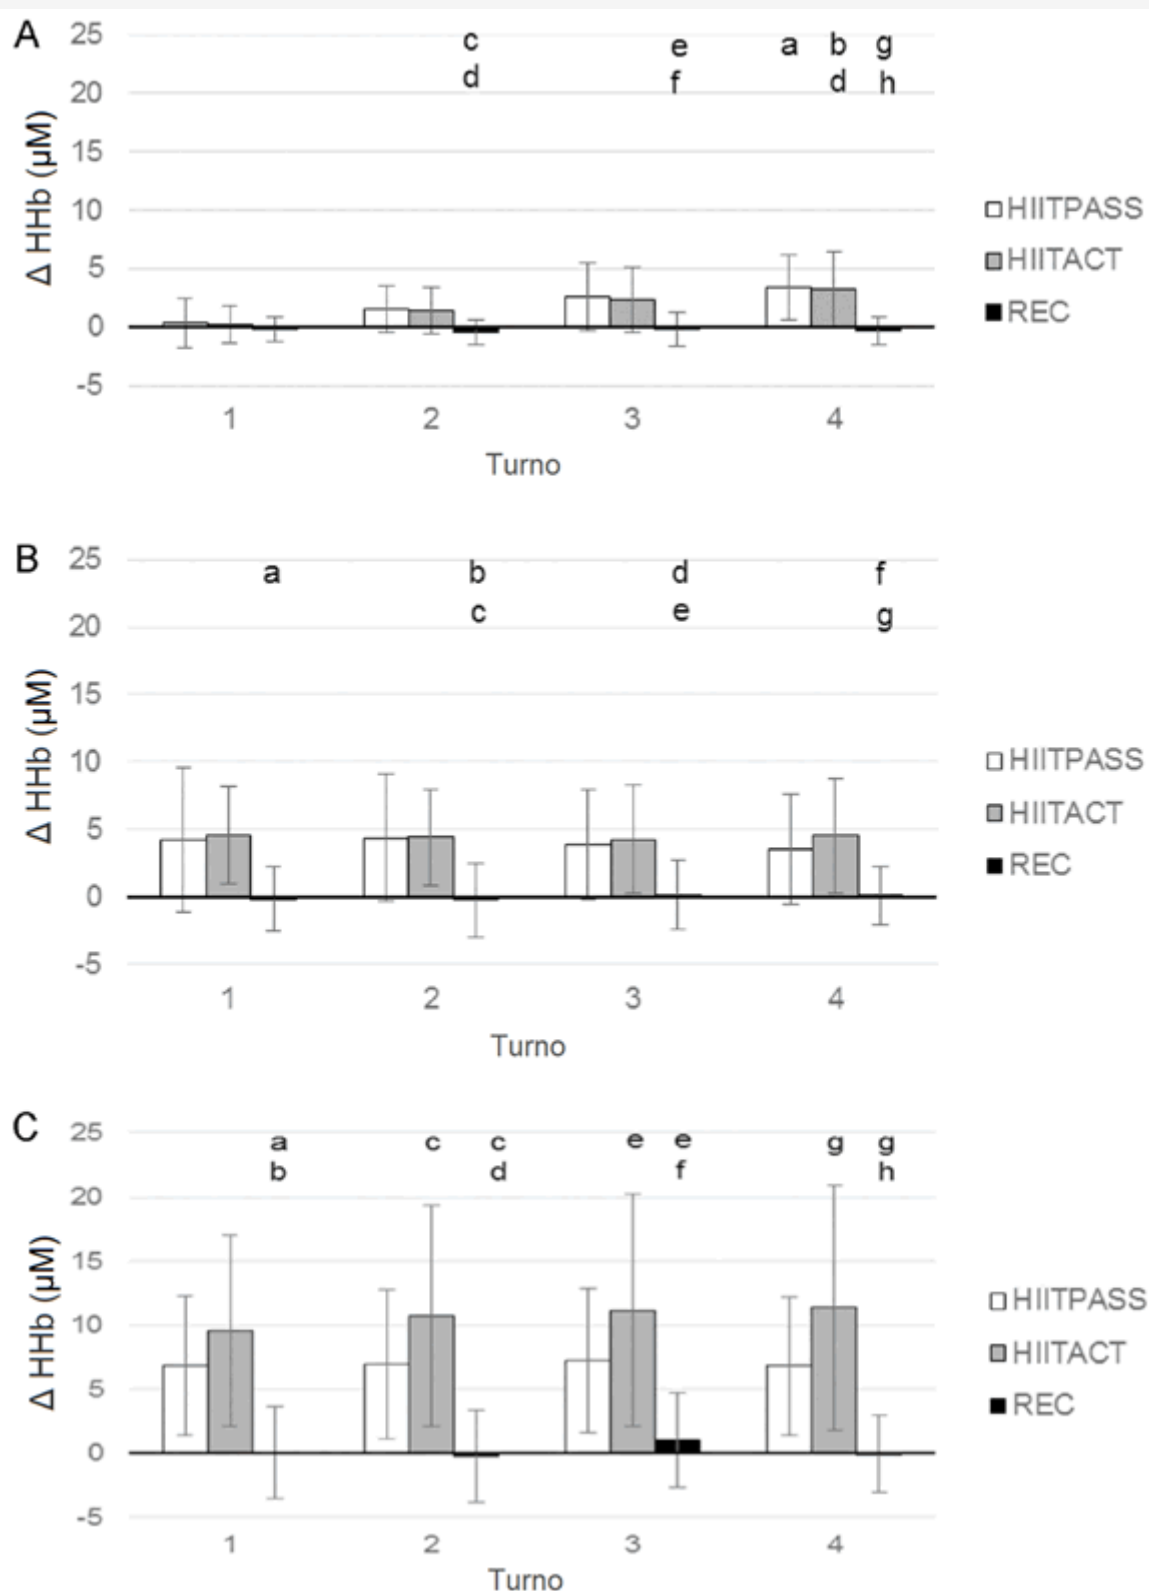 A
25
c
e
a
b
g
d
f
d
h
20
15
10
5
0
-5
Δ HHb (µM)
HIITPASS
HIITACT
REC
1 2 3 4
Turno
B
25
a
b
d
f
c
e
g
20
15
10
5
0
-5
Δ HHb (µM)
HIITPASS
HIITACT
REC
1 2 3 4
Turno
C
25
a
c
c
e
e
g
g
b
d
f
h
20
15
10
5
0
-5
Δ HHb (µM)
HIITPASS
HIITACT
REC
1 2 3 4
Turno